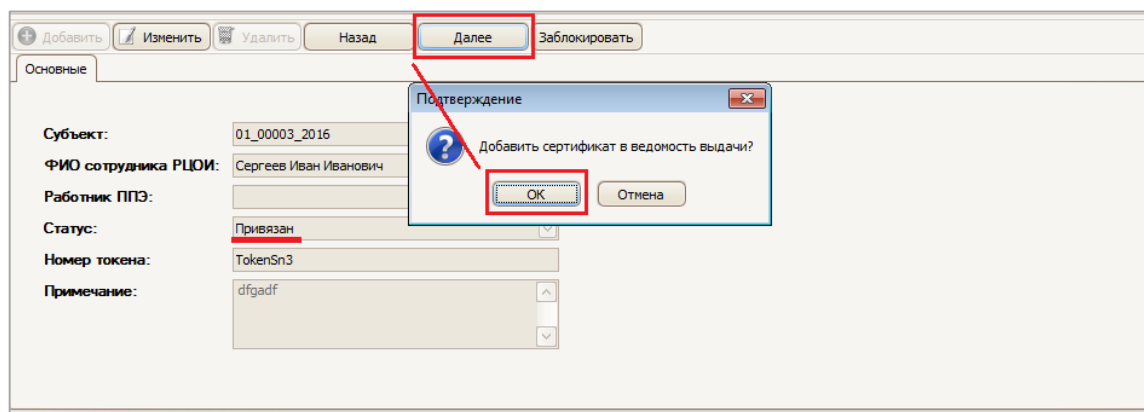 Добавить Изменить Удалить Назад Далее Заблокировать
Основные
Подтверждение
Добавить сертификат в ведомость выдачи?
ОК Отмена
Субъект: 01_00003_2016
ФИО сотрудника РЦОИ: Сергеев Иван Иванович
Работник ППЭ:
Статус: Привязан
Номер токена: TokenSn3
Примечание: dfgadf